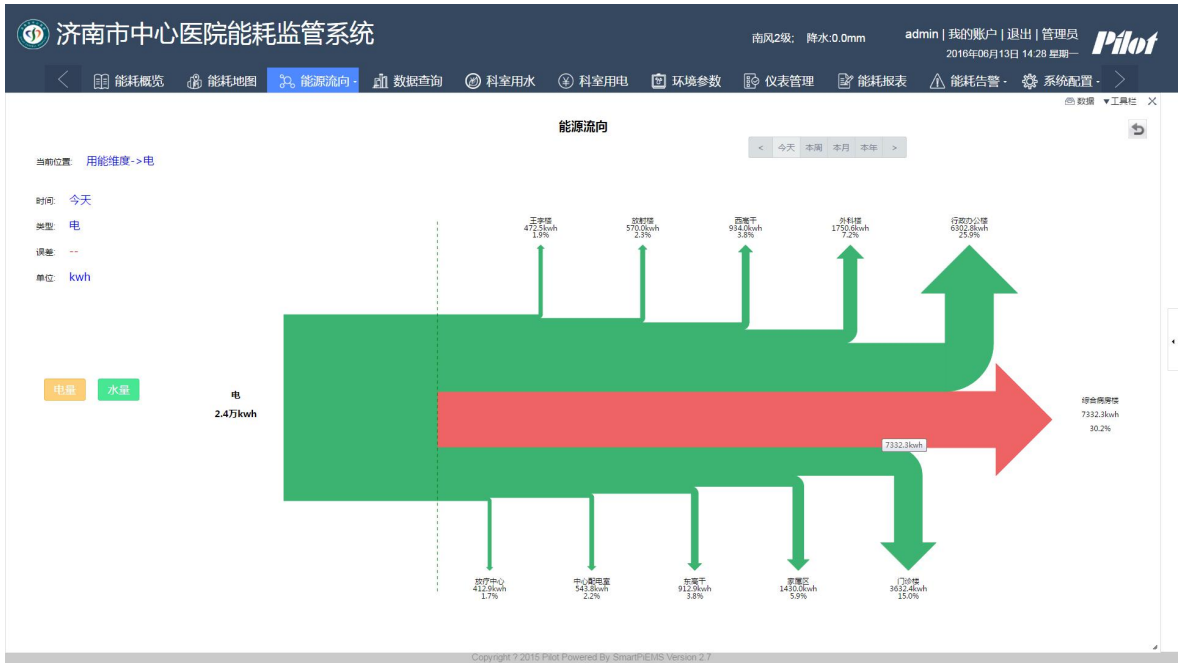 济南市中心医院能耗监管系统
南风2级; 降水:0.0mm
admin | 我的账户 | 退出 | 管理员
2016年06月13日 14:28 星期一
Pilot
能耗概览 能耗地图 能源流向 数据查询 科室用水 科室用电 环境参数 仪表管理 能耗报表 能耗告警 系统配置
数据 ▼工具栏
能源流向
< 今天 本周 本月 本年 >
当前位置: 用能维度->电
时间: 今天
类型: 电
误差: --
单位: kwh
王字楼
472.5kwh
1.9%
放射楼
570.0kwh
2.3%
西高干
934.0kwh
3.8%
外科楼
1750.6kwh
7.2%
行政办公楼
6302.8kwh
25.9%
电量 水量
电
2.4万kwh
综合病房楼
7332.3kwh
30.2%
7332.3kwh
放疗中心
412.9kwh
1.7%
中心配电室
543.8kwh
2.2%
东高干
912.9kwh
3.8%
家属区
1430.0kwh
5.9%
门诊楼
3632.4kwh
15.0%
Copyright ? 2015 Pilot Powered By SmartPiEMS Version 2.7